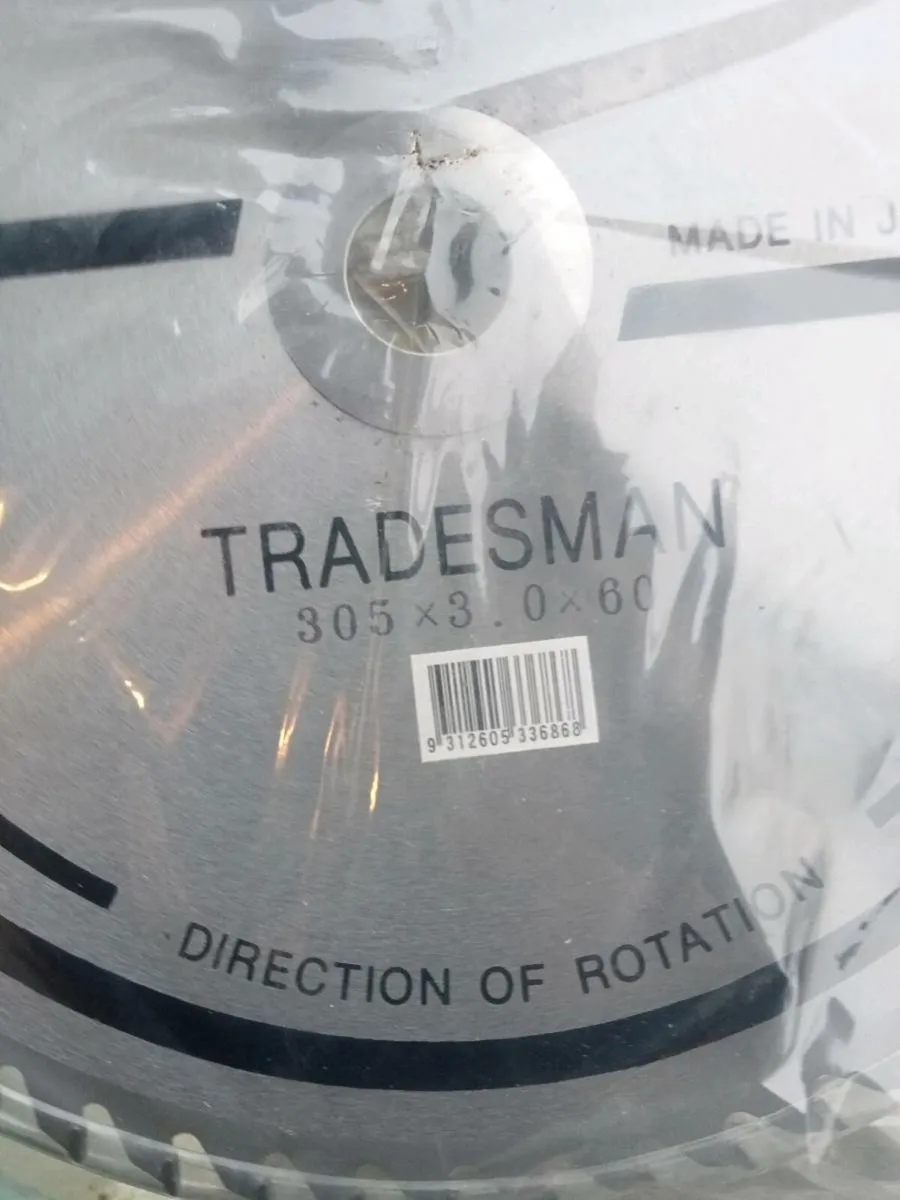 MADE IN J
TRADESMAN
305×3.0×60
9 312605 336868
DIRECTION OF ROTATION